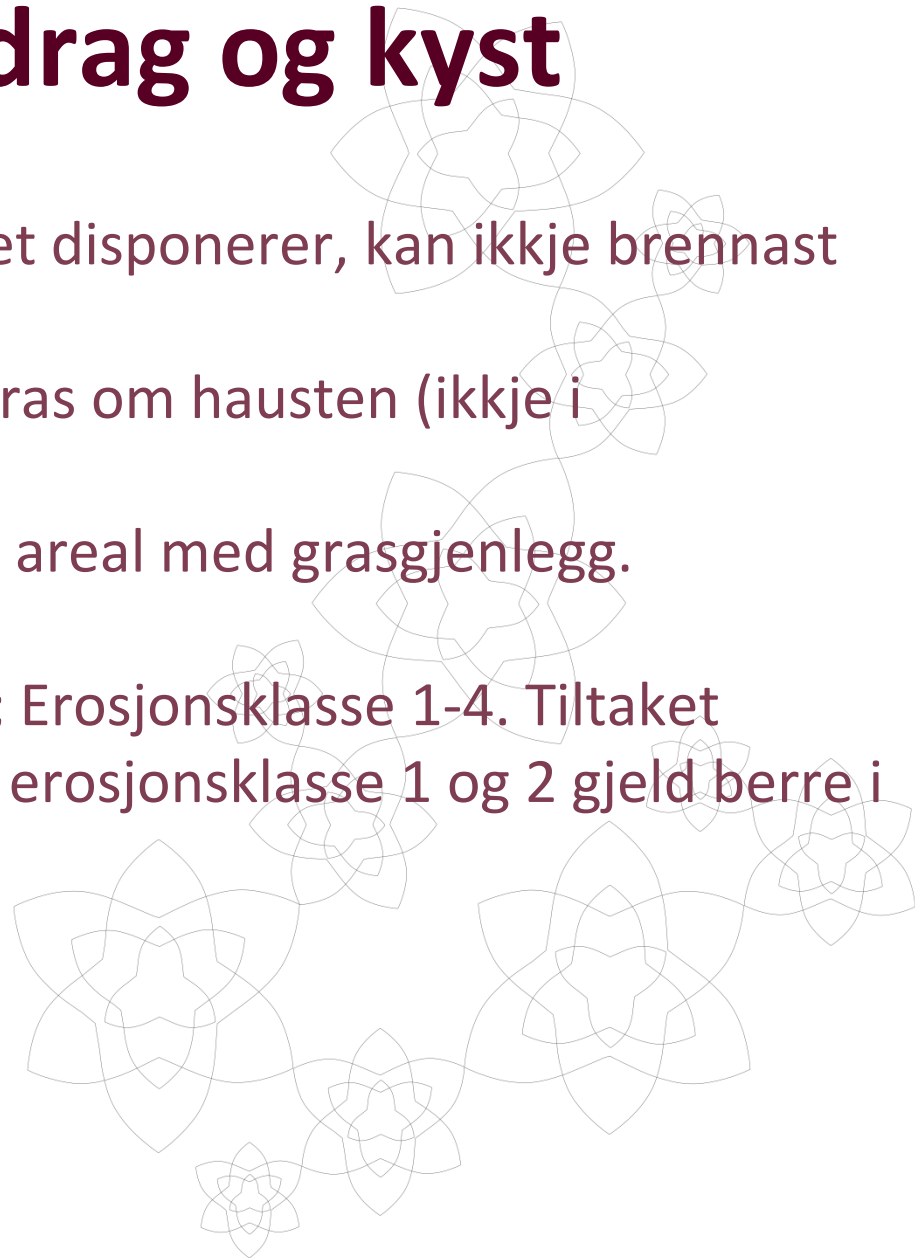 drag og kyst
et disponerer, kan ikkje brennast
ras om hausten (ikkje i
areal med grasgjenlegg.
: Erosjonsklasse 1-4. Tiltaket
erosjonsklasse 1 og 2 gjeld berre i